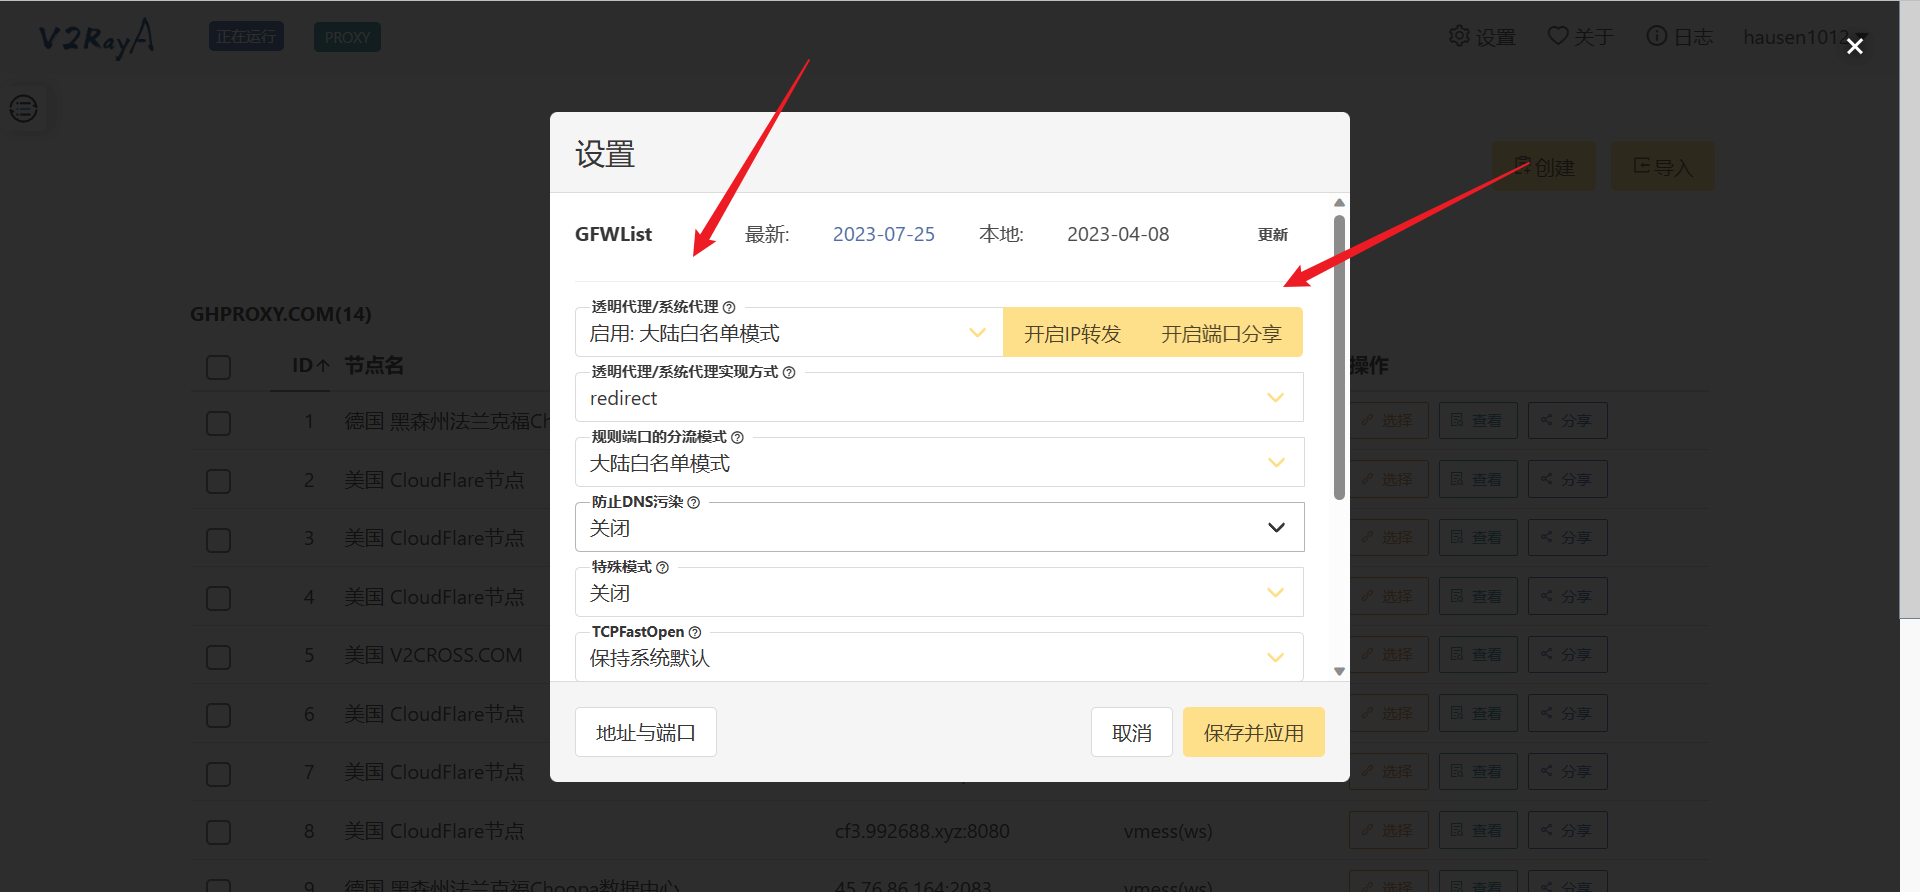 V2RayA 正在运行 PROXY 设置 关于 日志 hausen1012
设置
创建 导入
GFWList 最新: 2023-07-25 本地: 2023-04-08 更新
GHPROXY.COM(14)
透明代理/系统代理
启用: 大陆白名单模式 开启IP转发 开启端口分享
ID 节点名 操作
透明代理/系统代理实现方式
redirect
1 德国 黑森州法兰克福Ch 选择 查看 分享
规则端口的分流模式
大陆白名单模式
2 美国 CloudFlare节点 选择 查看 分享
防止DNS污染
关闭
3 美国 CloudFlare节点 选择 查看 分享
特殊模式
关闭
4 美国 CloudFlare节点 选择 查看 分享
TCPFastOpen
保持系统默认
5 美国 V2CROSS.COM 选择 查看 分享
6 美国 CloudFlare节点 选择 查看 分享
地址与端口 取消 保存并应用
7 美国 CloudFlare节点 选择 查看 分享
8 美国 CloudFlare节点 cf3.992688.xyz:8080 vmess(ws) 选择 查看 分享
9 德国 黑森州法兰克福Choopa数据中心 45.76.86.164:2083 vmess(ws) 选择 查看 分享